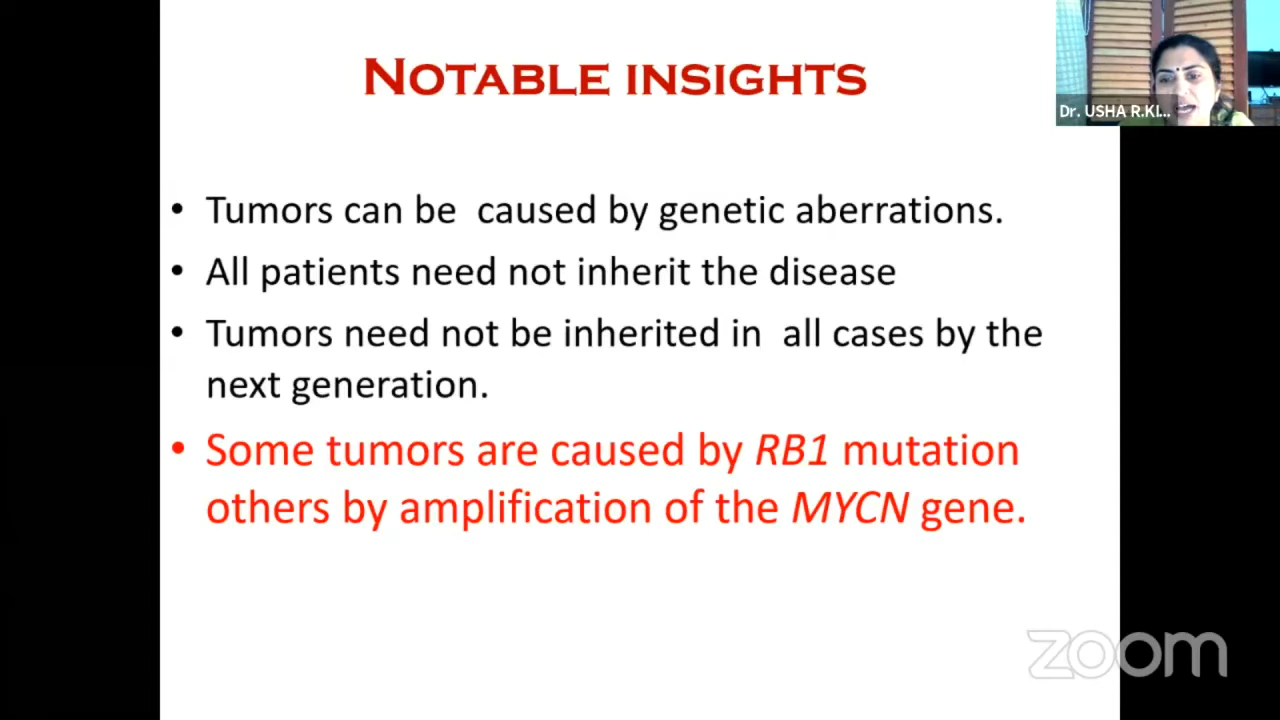 NOTABLE INSIGHTS
Dr. USHA R.KI...
• Tumors can be caused by genetic aberrations.
• All patients need not inherit the disease
• Tumors need not be inherited in all cases by the
next generation.
• Some tumors are caused by RB1 mutation
others by amplification of the MYCN gene.
zoom